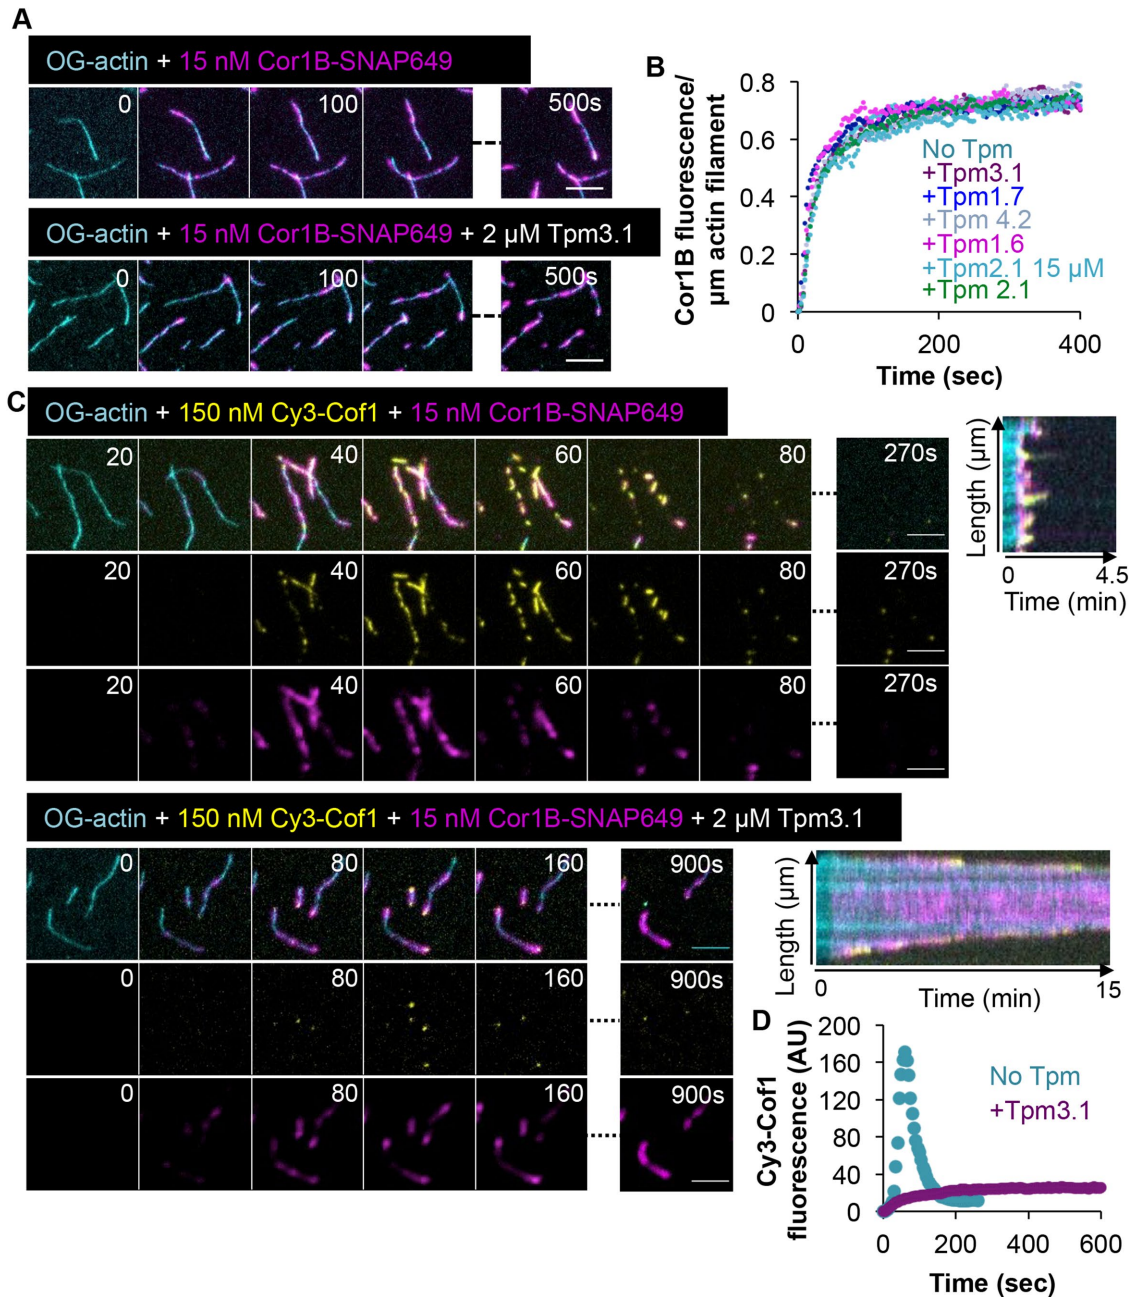 A
OG-actin + 15 nM Cor1B-SNAP649
0 100 500s
OG-actin + 15 nM Cor1B-SNAP649 + 2 µM Tpm3.1
0 100 500s
B
Cor1B fluorescence/
µm actin filament
0.8
0.6
0.4
0.2
0
No Tpm
+Tpm3.1
+Tpm1.7
+Tpm 4.2
+Tpm1.6
+Tpm2.1 15 µM
+Tpm 2.1
0 200 400
Time (sec)
C
OG-actin + 150 nM Cy3-Cof1 + 15 nM Cor1B-SNAP649
20 40 60 80 270s
20 40 60 80 270s
20 40 60 80 270s
Length (µm)
0 4.5
Time (min)
OG-actin + 150 nM Cy3-Cof1 + 15 nM Cor1B-SNAP649 + 2 µM Tpm3.1
0 80 160 900s
0 80 160 900s
0 80 160 900s
Length (µm)
0 15
Time (min)
D
Cy3-Cof1
fluorescence (AU)
200
160
120
80
40
0
No Tpm
+Tpm3.1
0 200 400 600
Time (sec)